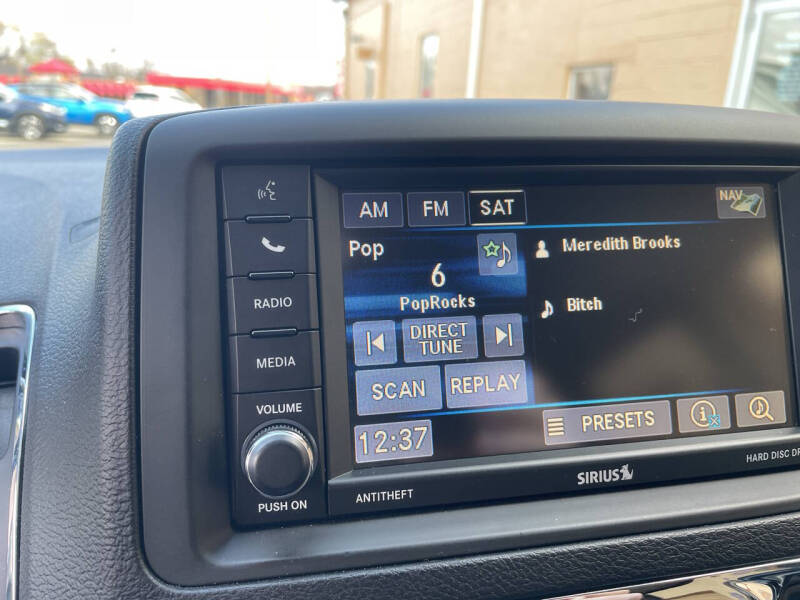 AM FM SAT NAV
Pop
6
PopRocks
Meredith Brooks
Bitch
DIRECT
TUNE
SCAN REPLAY
12:37 PRESETS
RADIO
MEDIA
VOLUME
PUSH ON
ANTITHEFT
SIRIUS
HARD DISC